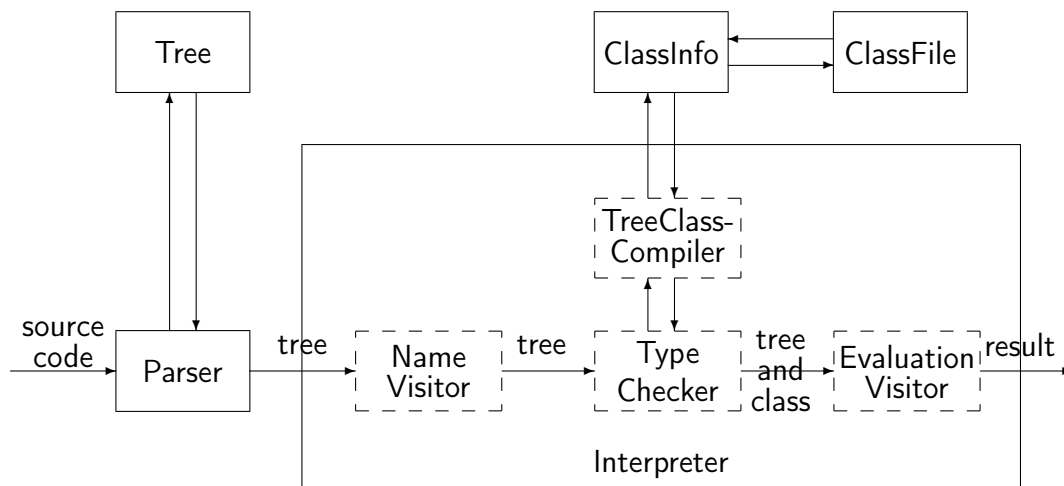 Tree
ClassInfo
ClassFile
TreeClass-
Compiler
source
code
Parser
tree
Name
Visitor
tree
Type
Checker
tree
and
class
Evaluation
Visitor
result
Interpreter